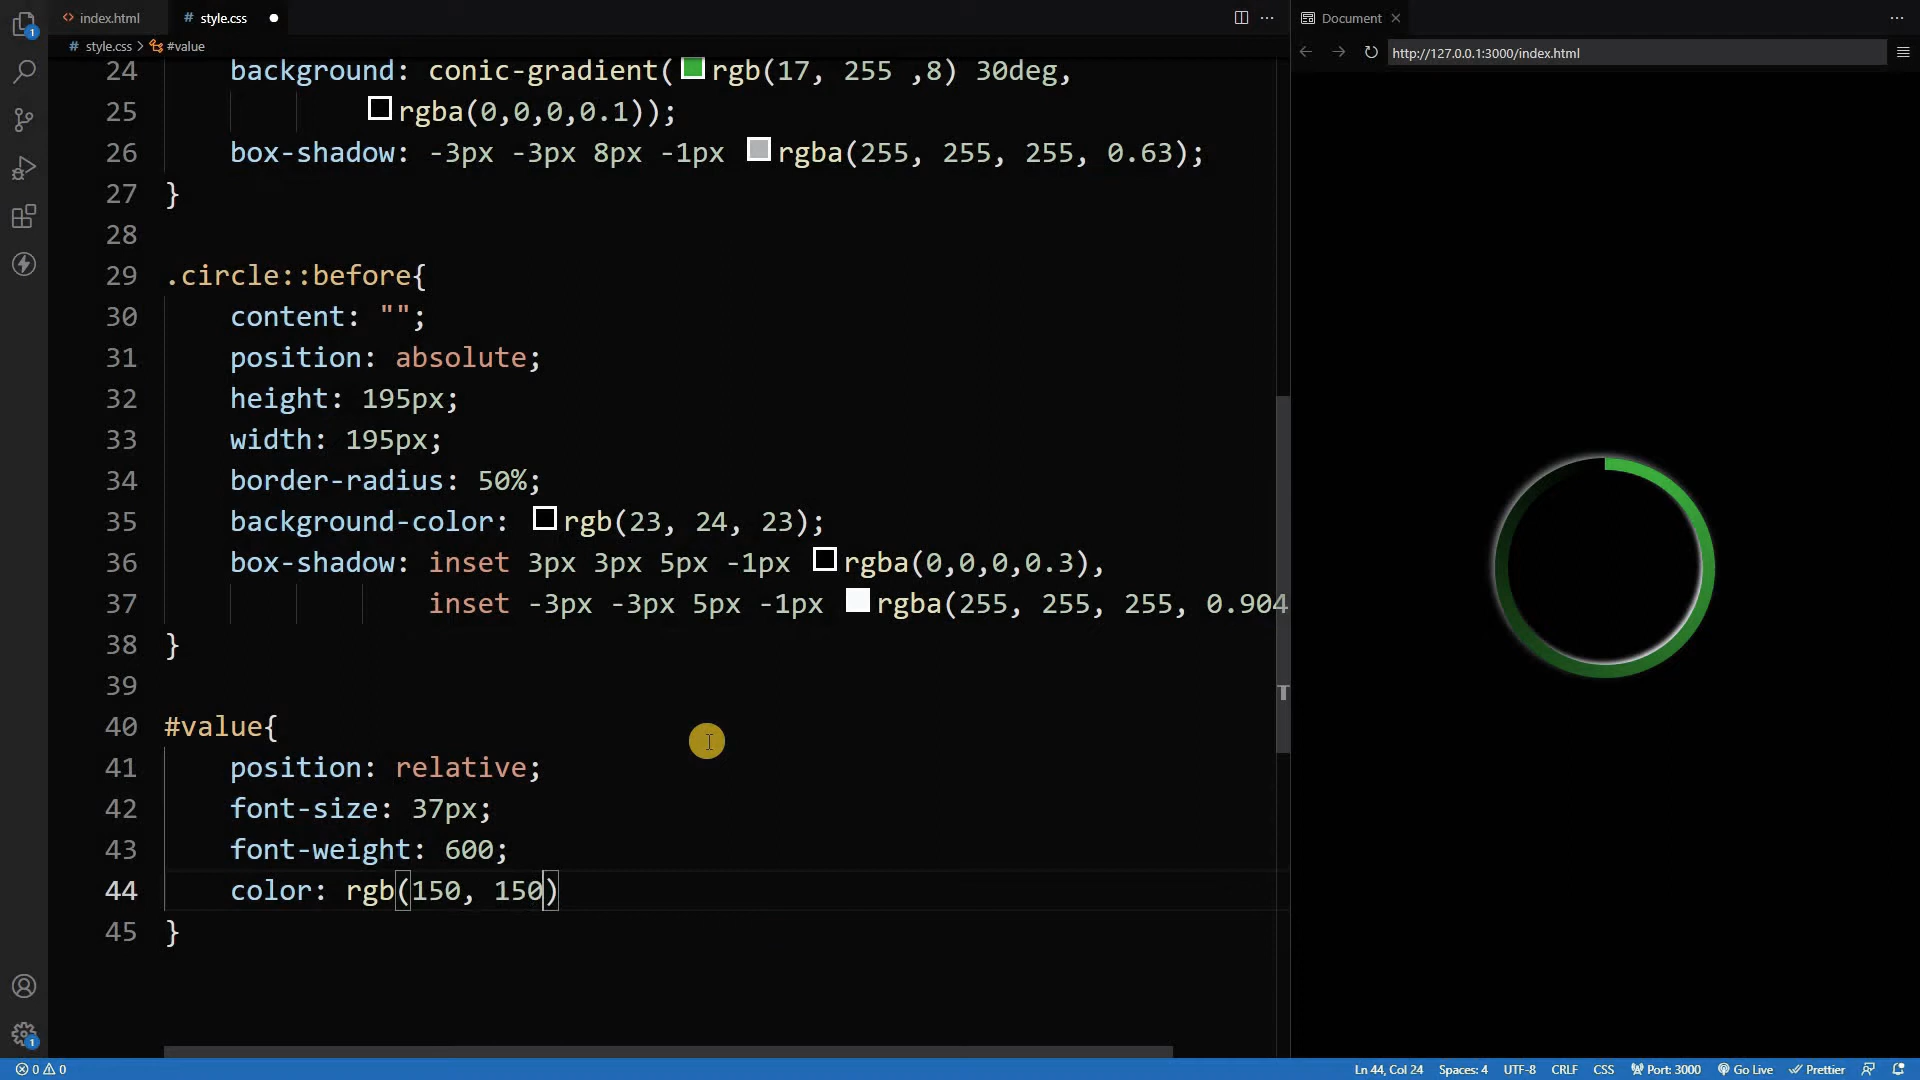 1
index.html
# style.css
Document
# style.css > #value
http://127.0.0.1:3000/index.html
24 background: conic-gradient(rgb(17, 255 ,8) 30deg,
25 rgba(0,0,0,0.1));
26 box-shadow: -3px -3px 8px -1px rgba(255, 255, 255, 0.63);
27 }
28
29 .circle::before{
30 content: "";
31 position: absolute;
32 height: 195px;
33 width: 195px;
34 border-radius: 50%;
35 background-color: rgb(23, 24, 23);
36 box-shadow: inset 3px 3px 5px -1px rgba(0,0,0,0.3),
37 inset -3px -3px 5px -1px rgba(255, 255, 255, 0.904
38 }
39
40 #value{
41 position: relative;
42 font-size: 37px;
43 font-weight: 600;
44 color: rgb(150, 150)
45 }
1
0 0
Ln 44, Col 24
Spaces: 4
UTF-8
CRLF
CSS
Port: 3000
Go Live
Prettier